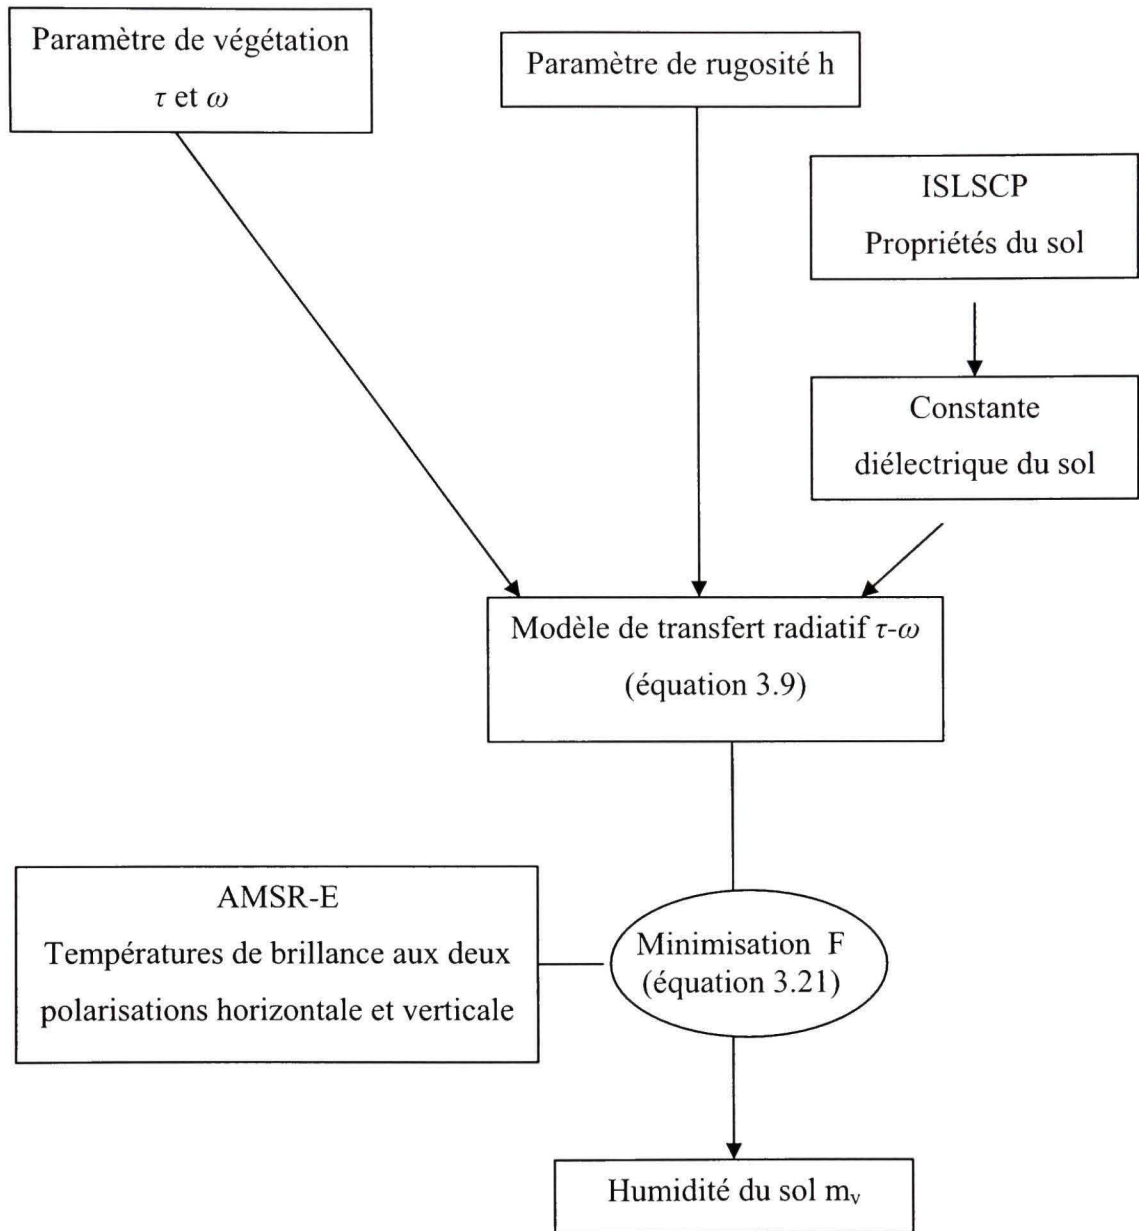 Paramètre de végétation
τ et ω
Paramètre de rugosité h
ISLSCP
Propriétés du sol
Constante
diélectrique du sol
Modèle de transfert radiatif τ-ω
(équation 3.9)
AMSR-E
Températures de brillance aux deux
polarisations horizontale et verticale
Minimisation F
(équation 3.21)
Humidité du sol mv